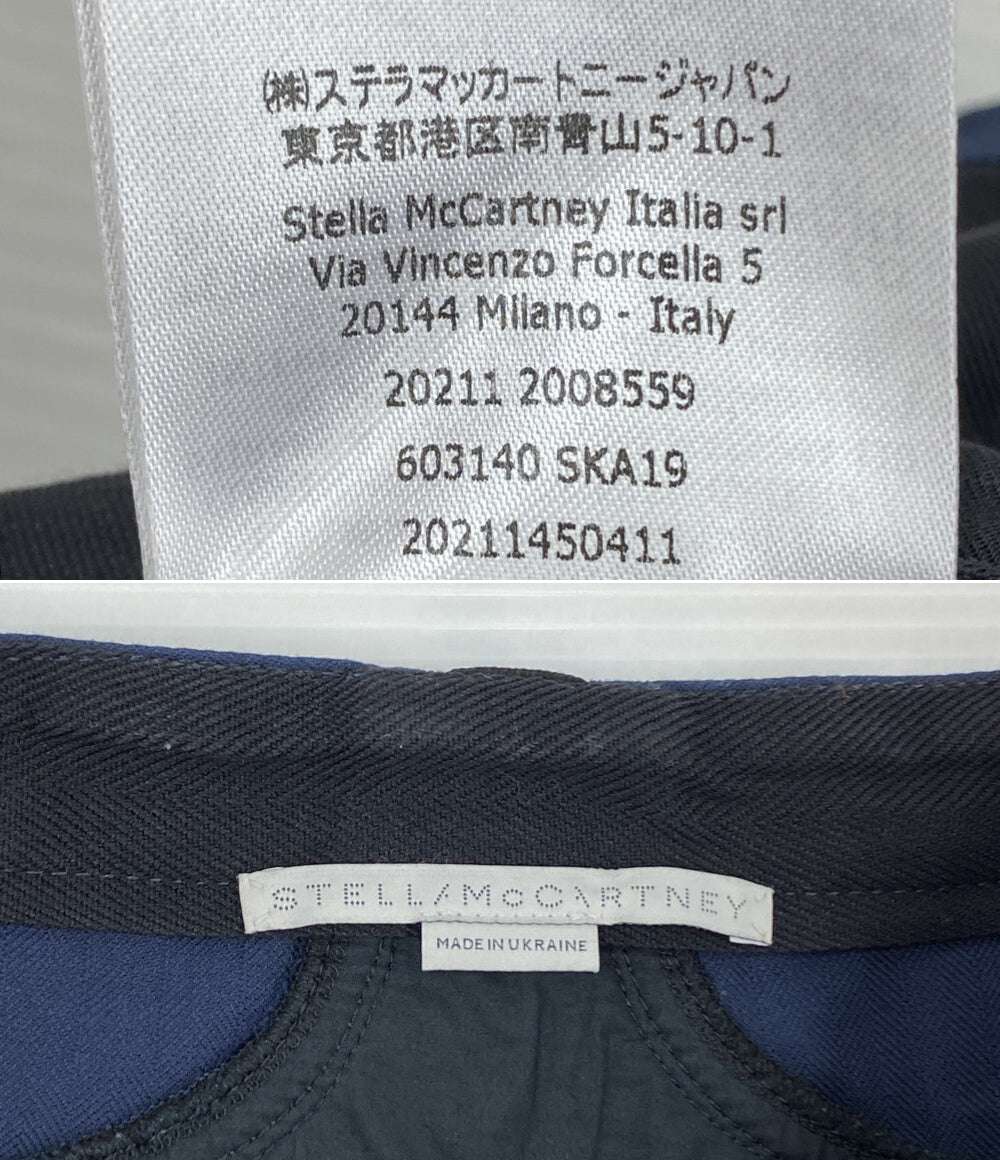 (株)ステラマッカートニージャパン
東京都港区南青山5-10-1
Stella McCartney Italia srl
Via Vincenzo Forcella 5
20144 Milano - Italy
20211 2008559
603140 SKA19
20211450411
STELLA McCARTNEY
MADE IN UKRAINE